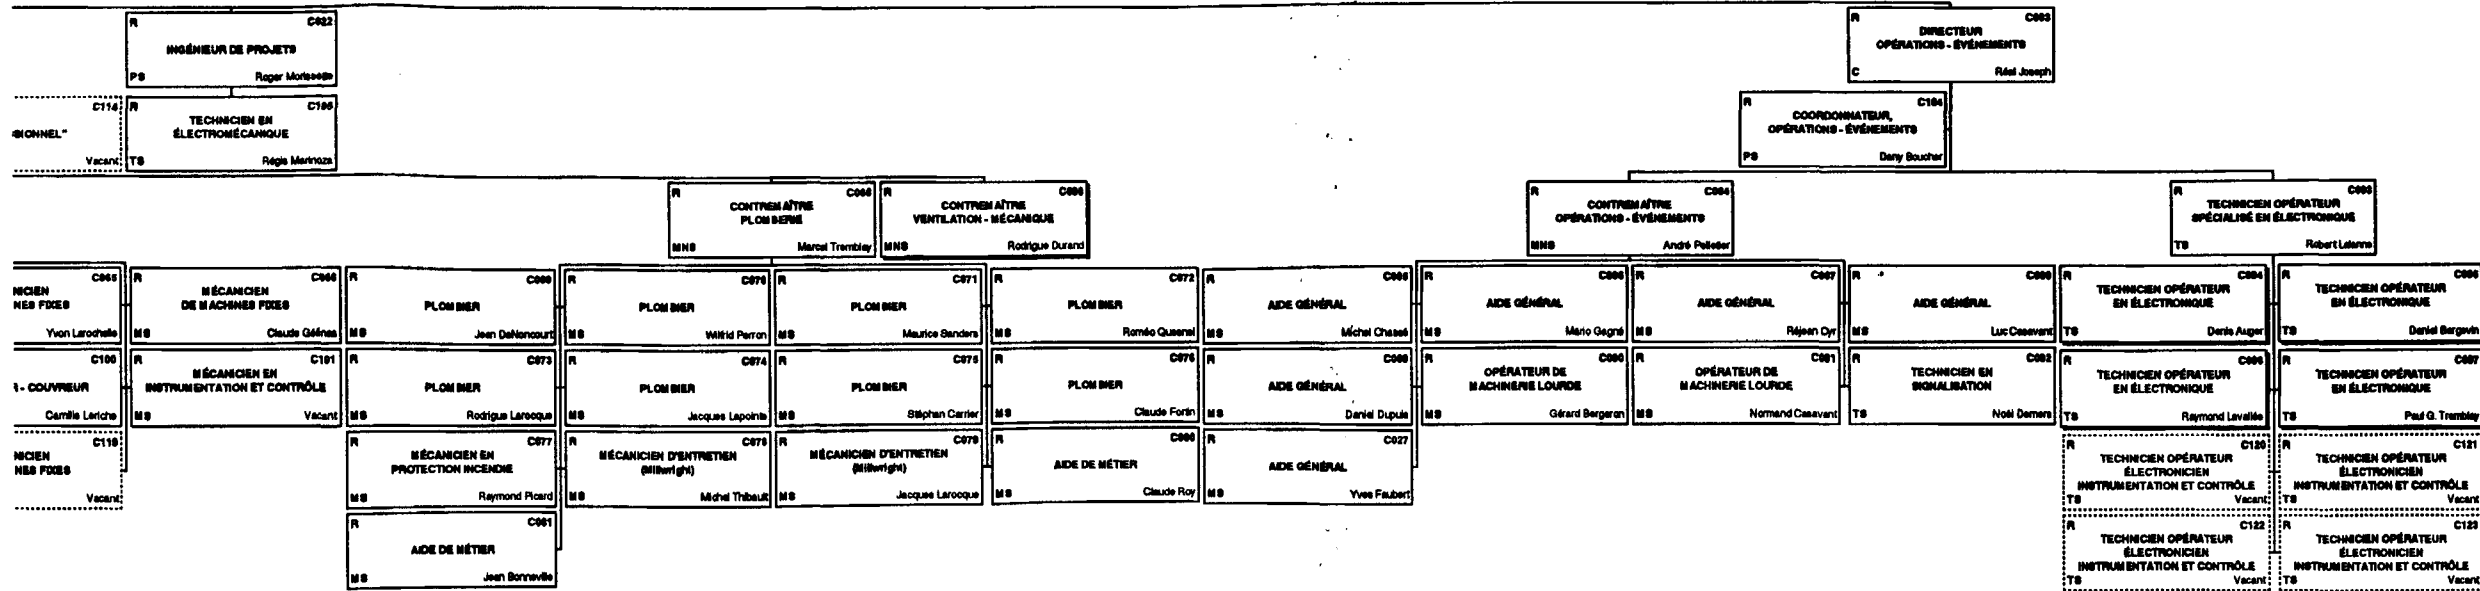 R C022
INGÉNIEUR DE PROJETS
PS Roger Morissette
R
DIRECTEUR
OPÉRATIONS - ÉVÉNEMENTS
C Réal Joseph
C114
Vacant
R C105
TECHNICIEN EN
ÉLECTROMÉCANIQUE
TS Régis Marinoza
R C104
COORDONNATEUR,
OPÉRATIONS - ÉVÉNEMENTS
PS Dany Boucher
R
CONTREMAÎTRE
PLOMBERIE
MNS Marcel Tremblay
R
CONTREMAÎTRE
VENTILATION - MÉCANIQUE
MNS Rodrigue Durand
R
CONTREMAÎTRE
OPÉRATIONS - ÉVÉNEMENTS
MNS André Pelletier
R
TECHNICIEN OPÉRATEUR
SPÉCIALISÉ EN ÉLECTRONIQUE
TS Robert Lalanne
C065
NICIEN
NES FIXES
Yvon Larochelle
R
MÉCANICIEN
DE MACHINES FIXES
MS Claude Gélinas
R
PLOMBIER
MS Jean DeNoncourt
R C070
PLOMBIER
MS Wilfrid Perron
R C071
PLOMBIER
MS Maurice Sanders
R C072
PLOMBIER
MS Roméo Quesnel
R
AIDE GÉNÉRAL
MS Michel Chassé
R
AIDE GÉNÉRAL
MS Mario Gagné
R
AIDE GÉNÉRAL
MS Réjean Cyr
R
AIDE GÉNÉRAL
MS Luc Casavant
R
TECHNICIEN OPÉRATEUR
EN ÉLECTRONIQUE
TS Denis Auger
R
TECHNICIEN OPÉRATEUR
EN ÉLECTRONIQUE
TS Daniel Bergevin
C100
- COUVREUR
Camille Leriche
R C101
MÉCANICIEN EN
INSTRUMENTATION ET CONTRÔLE
MS Vacant
R C073
PLOMBIER
MS Rodrigue Larocque
R C074
PLOMBIER
MS Jacques Lapointe
R C075
PLOMBIER
MS Stéphan Carrier
R C076
PLOMBIER
MS Claude Fortin
R
AIDE GÉNÉRAL
MS Daniel Dupuis
R
OPÉRATEUR DE
MACHINERIE LOURDE
MS Gérard Bergeron
R
OPÉRATEUR DE
MACHINERIE LOURDE
MS Normand Casavant
R
TECHNICIEN EN
SIGNALISATION
TS Noël Demers
R
TECHNICIEN OPÉRATEUR
EN ÉLECTRONIQUE
TS Raymond Lavallée
R
TECHNICIEN OPÉRATEUR
EN ÉLECTRONIQUE
TS Paul G. Tremblay
NICIEN
NES FIXES
Vacant
R C077
MÉCANICIEN EN
PROTECTION INCENDIE
MS Raymond Picard
R
MÉCANICIEN D'ENTRETIEN
(Millwright)
MS Michel Thibault
R C079
MÉCANICIEN D'ENTRETIEN
(Millwright)
MS Jacques Larocque
R
AIDE DE MÉTIER
MS Claude Roy
R C027
AIDE GÉNÉRAL
MS Yves Faubert
R C120
TECHNICIEN OPÉRATEUR
ÉLECTRONICIEN
INSTRUMENTATION ET CONTRÔLE
TS Vacant
R C121
TECHNICIEN OPÉRATEUR
ÉLECTRONICIEN
INSTRUMENTATION ET CONTRÔLE
TS Vacant
R
AIDE DE MÉTIER
MS Jean Bonneville
R C122
TECHNICIEN OPÉRATEUR
ÉLECTRONICIEN
INSTRUMENTATION ET CONTRÔLE
TS Vacant
R C123
TECHNICIEN OPÉRATEUR
ÉLECTRONICIEN
INSTRUMENTATION ET CONTRÔLE
TS Vacant